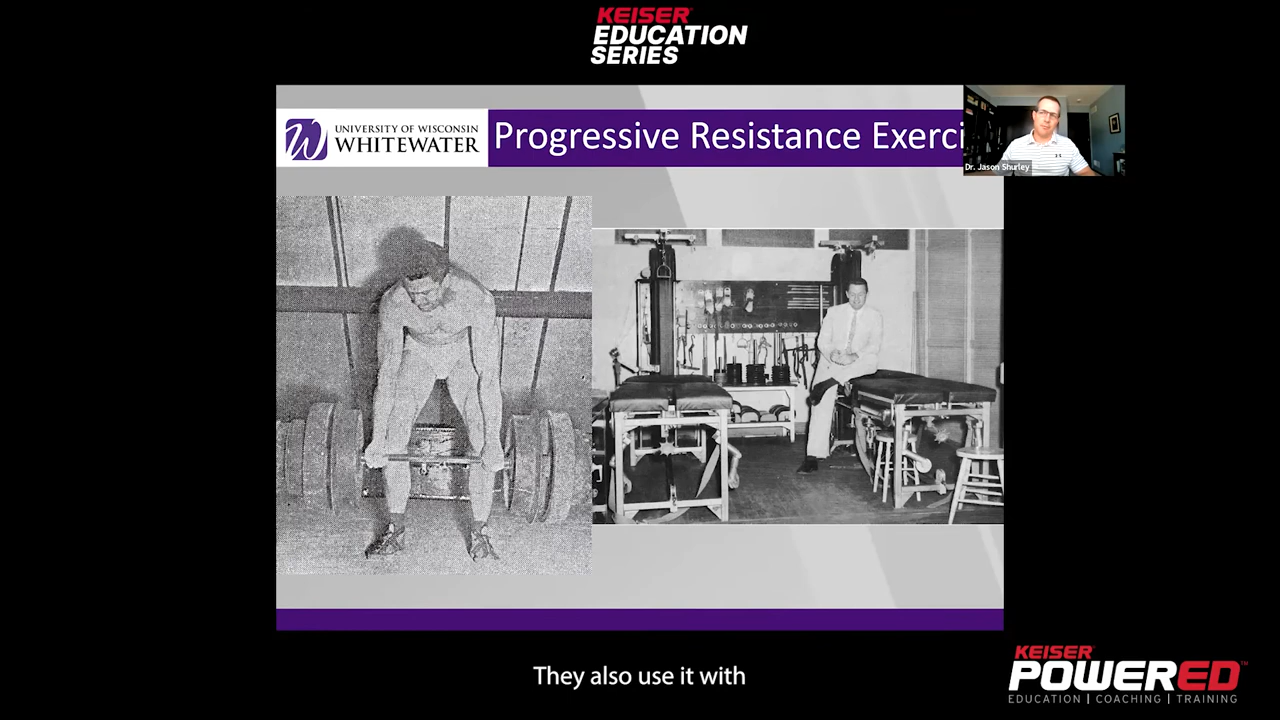 KEISER
EDUCATION
SERIES
UNIVERSITY OF WISCONSIN
WHITEWATER
Progressive Resistance Exerci
Dr. Jason Shurley
They also use it with
KEISER
POWERED™
EDUCATION | COACHING | TRAINING